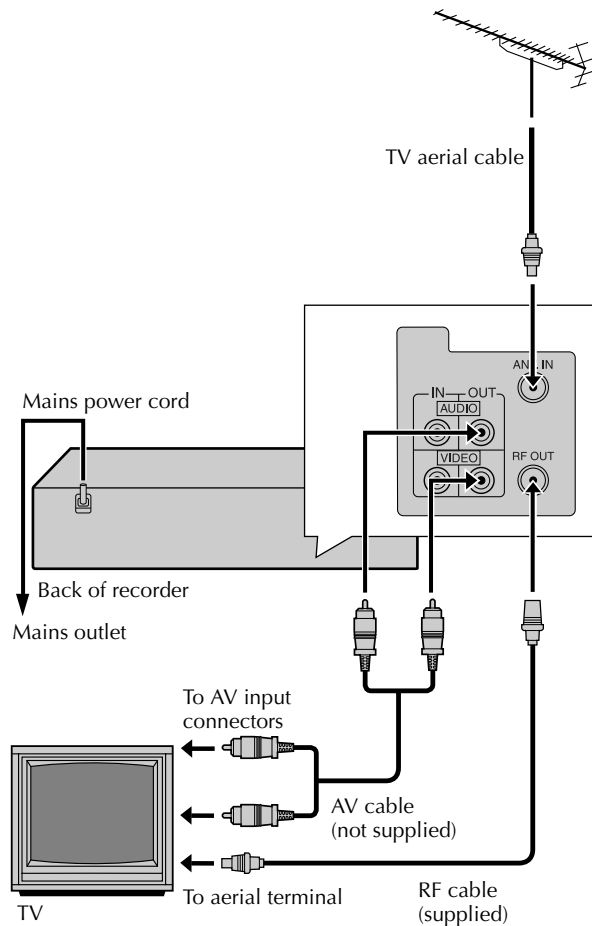 TV aerial cable
ANT. IN
IN OUT
AUDIO
Mains power cord
VIDEO
RF OUT
Back of recorder
Mains outlet
To AV input
connectors
AV cable
(not supplied)
To aerial terminal
RF cable
(supplied)
TV